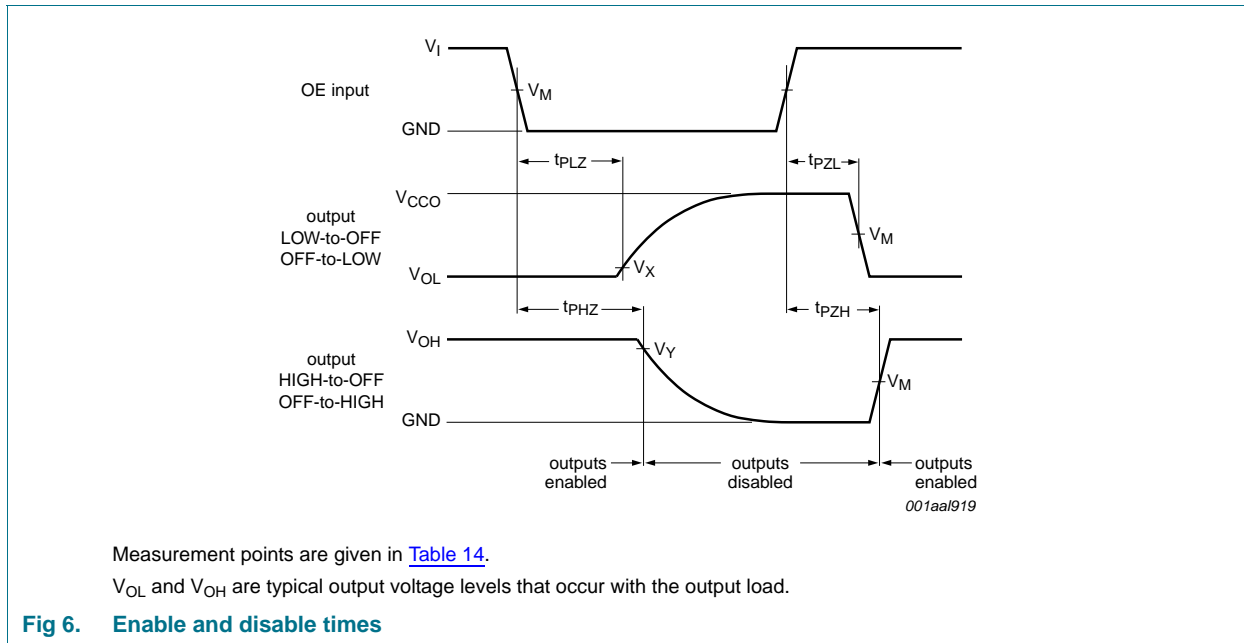 V_I
OE input
V_M
GND
t_PLZ
t_PZL
V_CCO
output
LOW-to-OFF
OFF-to-LOW
V_M
V_OL
V_X
t_PHZ
t_PZH
V_OH
output
HIGH-to-OFF
OFF-to-HIGH
V_Y
V_M
GND
outputs
enabled
outputs
disabled
outputs
enabled
001aal919
Measurement points are given in Table 14.
V_OL and V_OH are typical output voltage levels that occur with the output load.
Fig 6. Enable and disable times